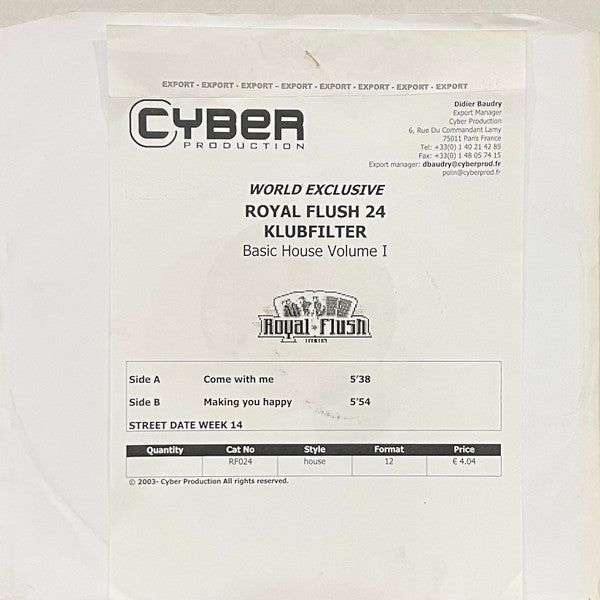 EXPORT - EXPORT - EXPORT – EXPORT - EXPORT - EXPORT - EXPORT - EXPORT
CYBER
PRODUCTION
Didier Baudry
Export Manager
Cyber Production
6, Rue Du Commandant Lamy
75011 Paris France
Tel: +33(0) 1 40 21 42 85
Fax: +33(0) 1 48 05 74 15
Export manager: dbaudry@cyberprod.fr
polin@cyberprod.fr
WORLD EXCLUSIVE
ROYAL FLUSH 24
KLUBFILTER
Basic House Volume I
Royal Flush
Side A Come with me 5'38
Side B Making you happy 5'54
STREET DATE WEEK 14
Quantity Cat No Style Format Price
RF024 house 12 € 4.04
© 2003- Cyber Production All rights reserved.